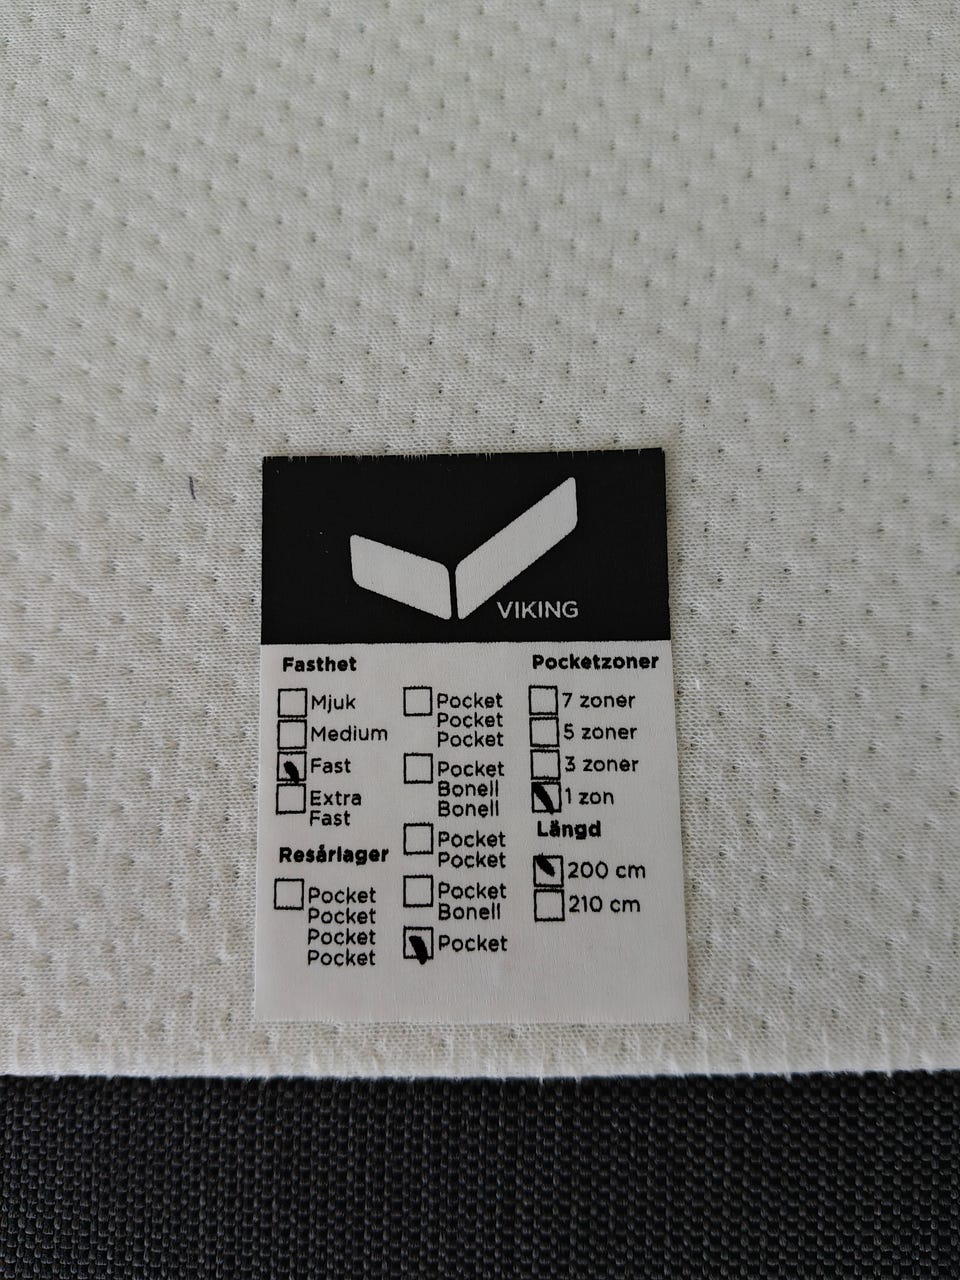 VIKING
Fasthet
Mjuk
Medium
Fast
Extra
Fast
Resårlager
Pocket
Pocket
Pocket
Pocket
Pocket
Pocket
Pocket
Pocket
Bonell
Bonell
Pocket
Pocket
Pocket
Bonell
Pocket
Pocketzoner
7 zoner
5 zoner
3 zoner
1 zon
Längd
200 cm
210 cm